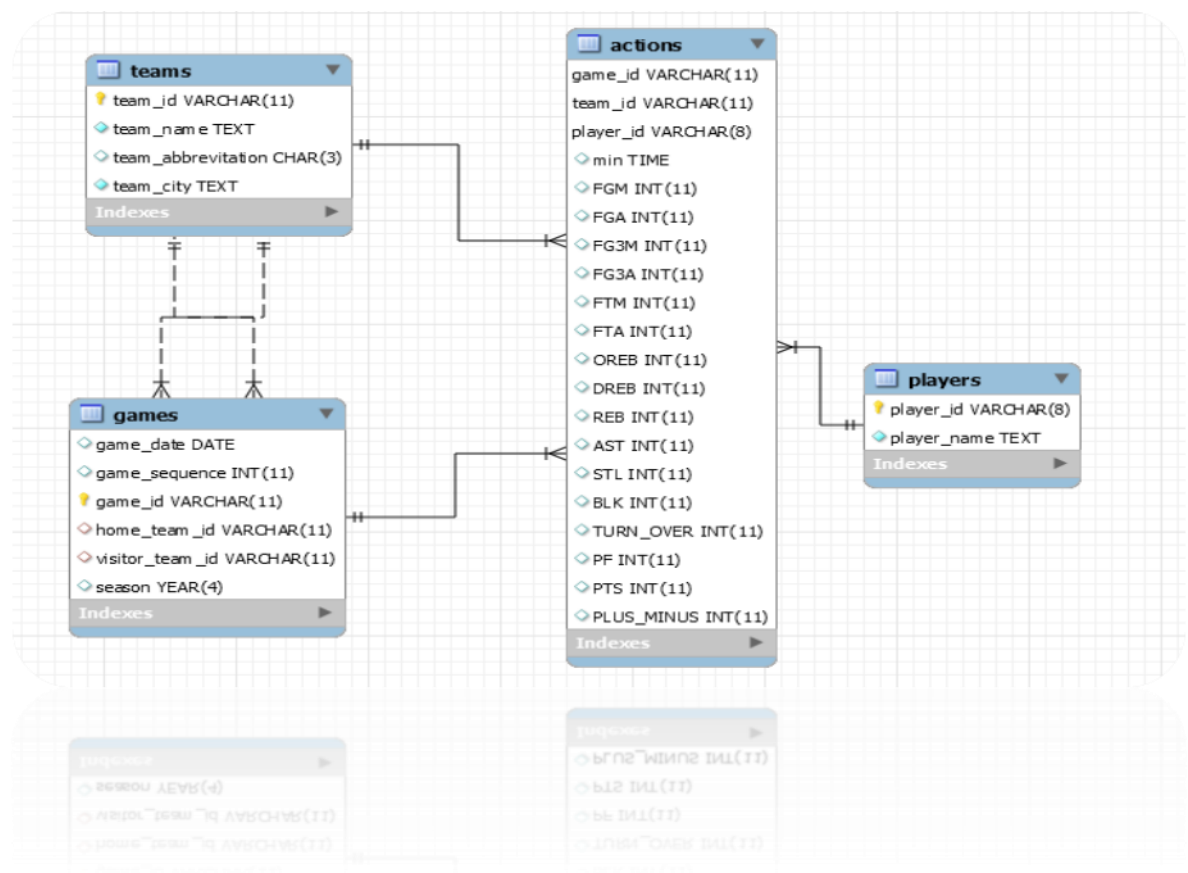 teams
team_id VARCHAR(11)
team_name TEXT
team_abbrevitation CHAR(3)
team_city TEXT
Indexes
games
game_date DATE
game_sequence INT(11)
game_id VARCHAR(11)
home_team_id VARCHAR(11)
visitor_team_id VARCHAR(11)
season YEAR(4)
Indexes
actions
game_id VARCHAR(11)
team_id VARCHAR(11)
player_id VARCHAR(8)
min TIME
FGM INT(11)
FGA INT(11)
FG3M INT(11)
FG3A INT(11)
FTM INT(11)
FTA INT(11)
OREB INT(11)
DREB INT(11)
REB INT(11)
AST INT(11)
STL INT(11)
BLK INT(11)
TURN_OVER INT(11)
PF INT(11)
PTS INT(11)
PLUS_MINUS INT(11)
Indexes
players
player_id VARCHAR(8)
player_name TEXT
Indexes